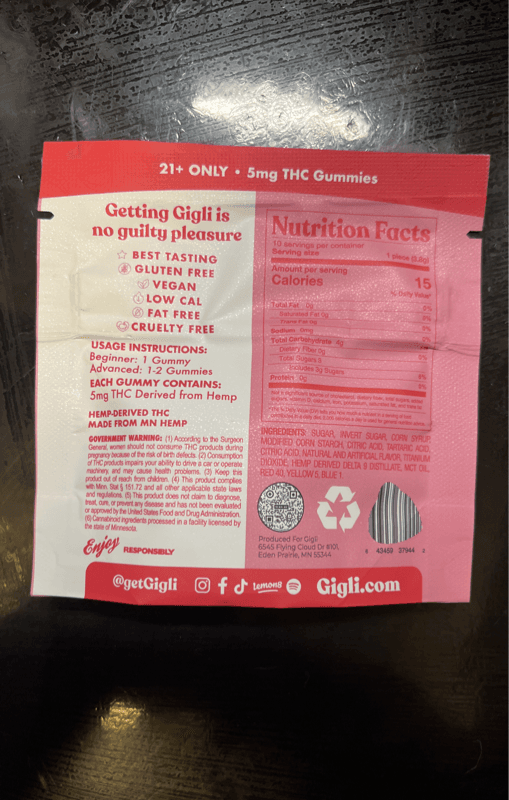 21+ ONLY • 5mg THC Gummies
Getting Gigli is
no guilty pleasure
BEST TASTING
GLUTEN FREE
VEGAN
LOW CAL
FAT FREE
CRUELTY FREE
USAGE INSTRUCTIONS:
Beginner: 1 Gummy
Advanced: 1-2 Gummies
EACH GUMMY CONTAINS:
5mg THC Derived from Hemp
HEMP-DERIVED THC
MADE FROM MN HEMP
GOVERNMENT WARNING: (1) According to the Surgeon
General, women should not consume THC products during
pregnancy because of the risk of birth defects. (2) Consumption
of THC products impairs your ability to drive a car or operate
machinery, and may cause health problems. (3) Keep this
product out of reach from children. (4) This product complies
with Minn. Stat § 151.72 and all other applicable state laws
and regulations. (5) This product does not claim to diagnose,
treat, cure, or prevent any disease and has not been evaluated
or approved by the United States Food and Drug Administration.
(6) Cannabinoid ingredients processed in a facility licensed by
the state of Minnesota.
Enjoy RESPONSIBLY
Nutrition Facts
10 servings per container
Serving size 1 piece
Amount per serving
Calories 15
% Daily Value*
Total Fat 0g 0%
Saturated Fat 0g 0%
Trans Fat 0g
Sodium 0%
Total Carbohydrate 4g
Dietary Fiber 0g
Total Sugars
Includes 3g Sugars
Protein 0g
INGREDIENTS: SUGAR, INVERT SUGAR, CORN SYRUP,
MODIFIED CORN STARCH, CITRIC ACID, TARTARIC ACID,
CITRIC ACID, NATURAL AND ARTIFICIAL FLAVOR, TITANIUM
DIOXIDE, HEMP DERIVED DELTA 9 DISTILLATE, MCT OIL,
RED 40, YELLOW 5, BLUE 1
Produced For Gigli
6545 Flying Cloud Dr #101,
Eden Prairie, MN 55344
43459 37944 2
@getGigli lemon8 Gigli.com